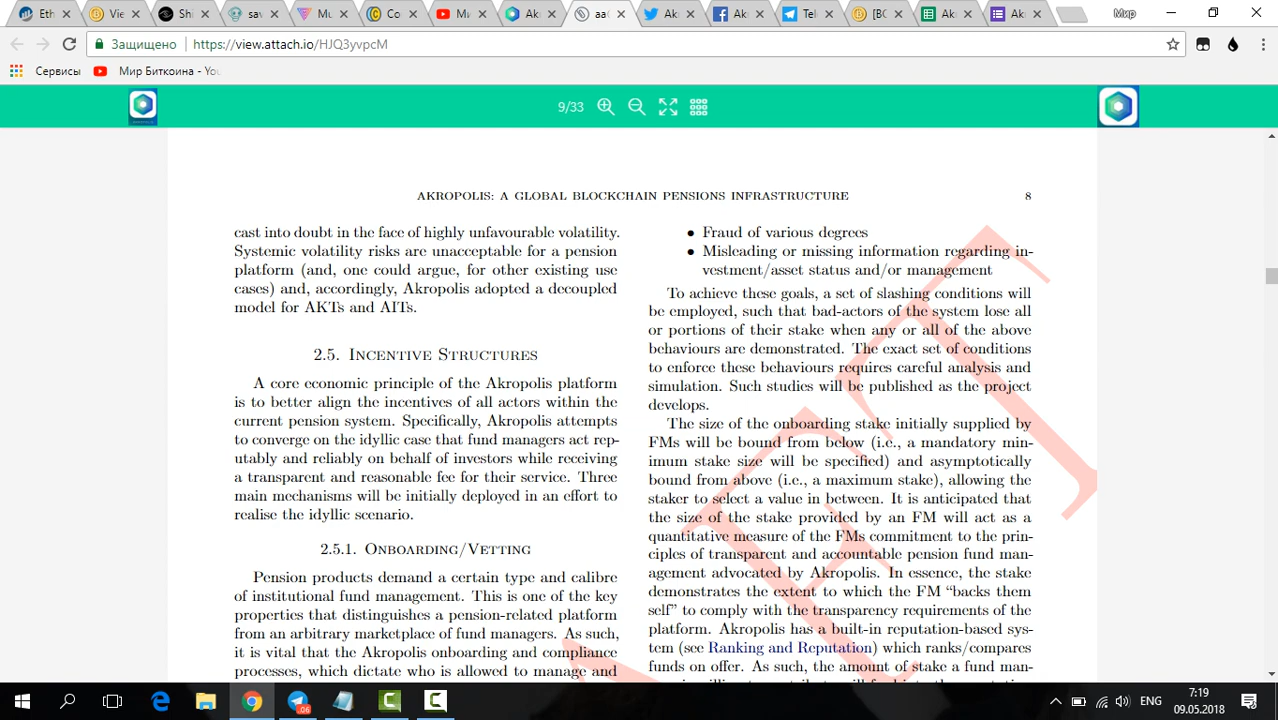 Eth
Vie
Shi
sav
Mu
Co
Ми
Ak
aa
Ak
Ak
Tel
[BO
Ak
Ak
Мир
Защищено
https://view.attach.io/HJQ3yvpcM
Сервисы
Мир Биткоина - You
9/33
AKROPOLIS: A GLOBAL BLOCKCHAIN PENSIONS INFRASTRUCTURE
8
cast into doubt in the face of highly unfavourable volatility.
Systemic volatility risks are unacceptable for a pension
platform (and, one could argue, for other existing use
cases) and, accordingly, Akropolis adopted a decoupled
model for AKTs and AITs.
2.5. Incentive Structures
A core economic principle of the Akropolis platform
is to better align the incentives of all actors within the
current pension system. Specifically, Akropolis attempts
to converge on the idyllic case that fund managers act rep-
utably and reliably on behalf of investors while receiving
a transparent and reasonable fee for their service. Three
main mechanisms will be initially deployed in an effort to
realise the idyllic scenario.
2.5.1. Onboarding/Vetting
Pension products demand a certain type and calibre
of institutional fund management. This is one of the key
properties that distinguishes a pension-related platform
from an arbitrary marketplace of fund managers. As such,
it is vital that the Akropolis onboarding and compliance
processes, which dictate who is allowed to manage and
• Fraud of various degrees
• Misleading or missing information regarding in-
vestment/asset status and/or management
To achieve these goals, a set of slashing conditions will
be employed, such that bad-actors of the system lose all
or portions of their stake when any or all of the above
behaviours are demonstrated. The exact set of conditions
to enforce these behaviours requires careful analysis and
simulation. Such studies will be published as the project
develops.
The size of the onboarding stake initially supplied by
FMs will be bound from below (i.e., a mandatory min-
imum stake size will be specified) and asymptotically
bound from above (i.e., a maximum stake), allowing the
staker to select a value in between. It is anticipated that
the size of the stake provided by an FM will act as a
quantitative measure of the FMs commitment to the prin-
ciples of transparent and accountable pension fund man-
agement advocated by Akropolis. In essence, the stake
demonstrates the extent to which the FM “backs them
self” to comply with the transparency requirements of the
platform. Akropolis has a built-in reputation-based sys-
tem (see Ranking and Reputation) which ranks/compares
funds on offer. As such, the amount of stake a fund man-
ENG
7:19
09.05.2018